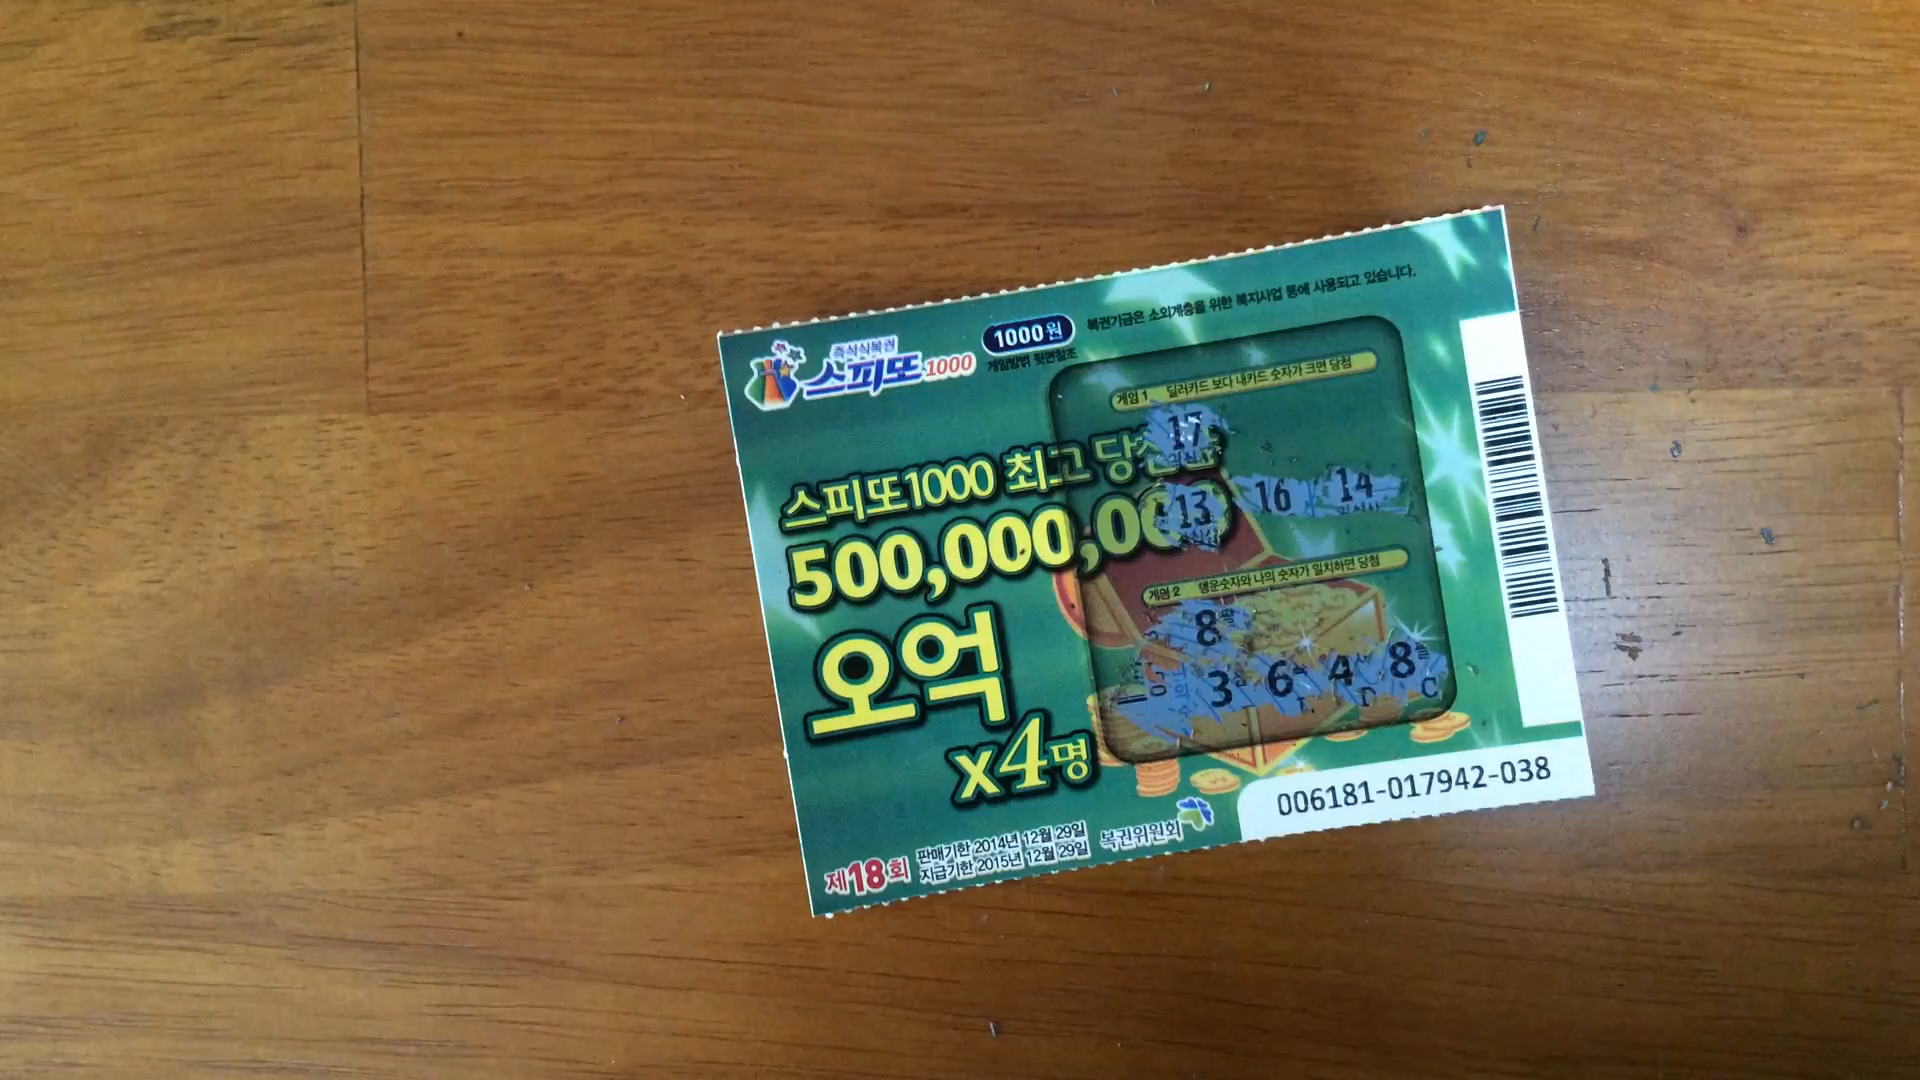 즉석식복권
스피또1000
1000원
게임방법 뒷면참조
복권기금은 소외계층을 위한 복지사업 등에 사용되고 있습니다.
게임 1 딜러카드 보다 내카드 숫자가 크면 당첨
17
13 16 14
스피또1000 최고 당첨금
500,000,00
오억
x4명
게임 2 행운숫자와 나의 숫자가 일치하면 당첨
8
3 6 4 8
D C
006181-017942-038
제18회
판매기한 2014년 12월 29일
지급기한 2015년 12월 29일
복권위원회